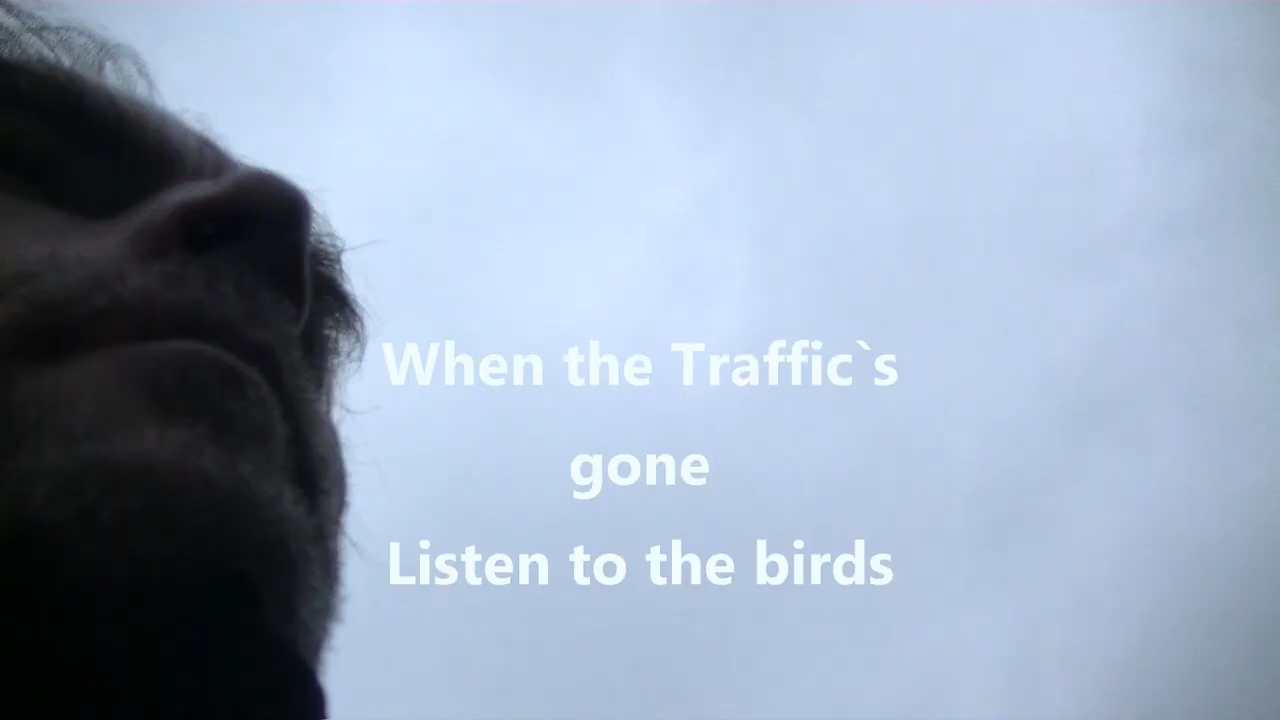 When the Traffic`s
gone
Listen to the birds